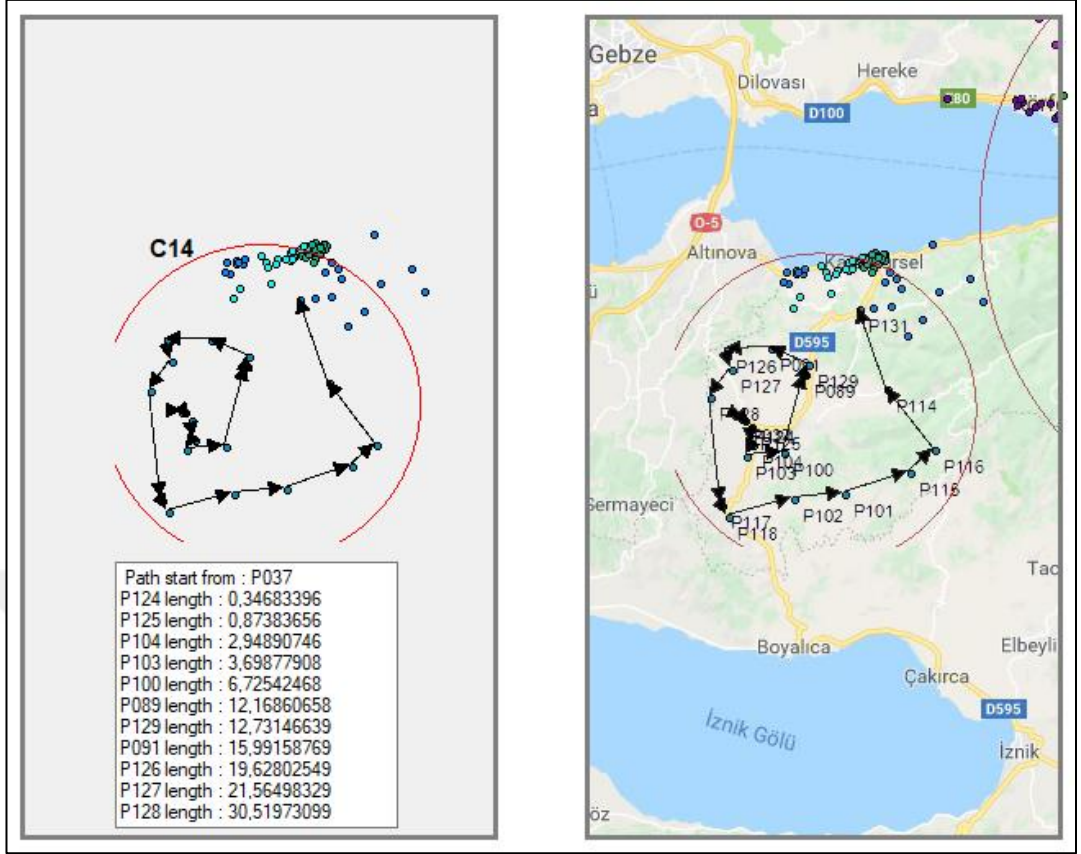 C14
Path start from : P037
P124 length : 0,34683396
P125 length : 0,87383656
P104 length : 2,94890746
P103 length : 3,69877908
P100 length : 6,72542468
P089 length : 12,16860658
P129 length : 12,73146639
P091 length : 15,99158769
P126 length : 19,62802549
P127 length : 21,56498329
P128 length : 30,51973099
Gebze
Dilovası
Hereke
E80
D100
O-5
Altınova
D595
P131
P126
P127
P129
P089
P114
P104
P103
P100
P116
P115
P101
P102
P117
P118
Sermayeci
Boyalıca
Elbeyli
Çakırca
D595
İznik Gölü
İznik